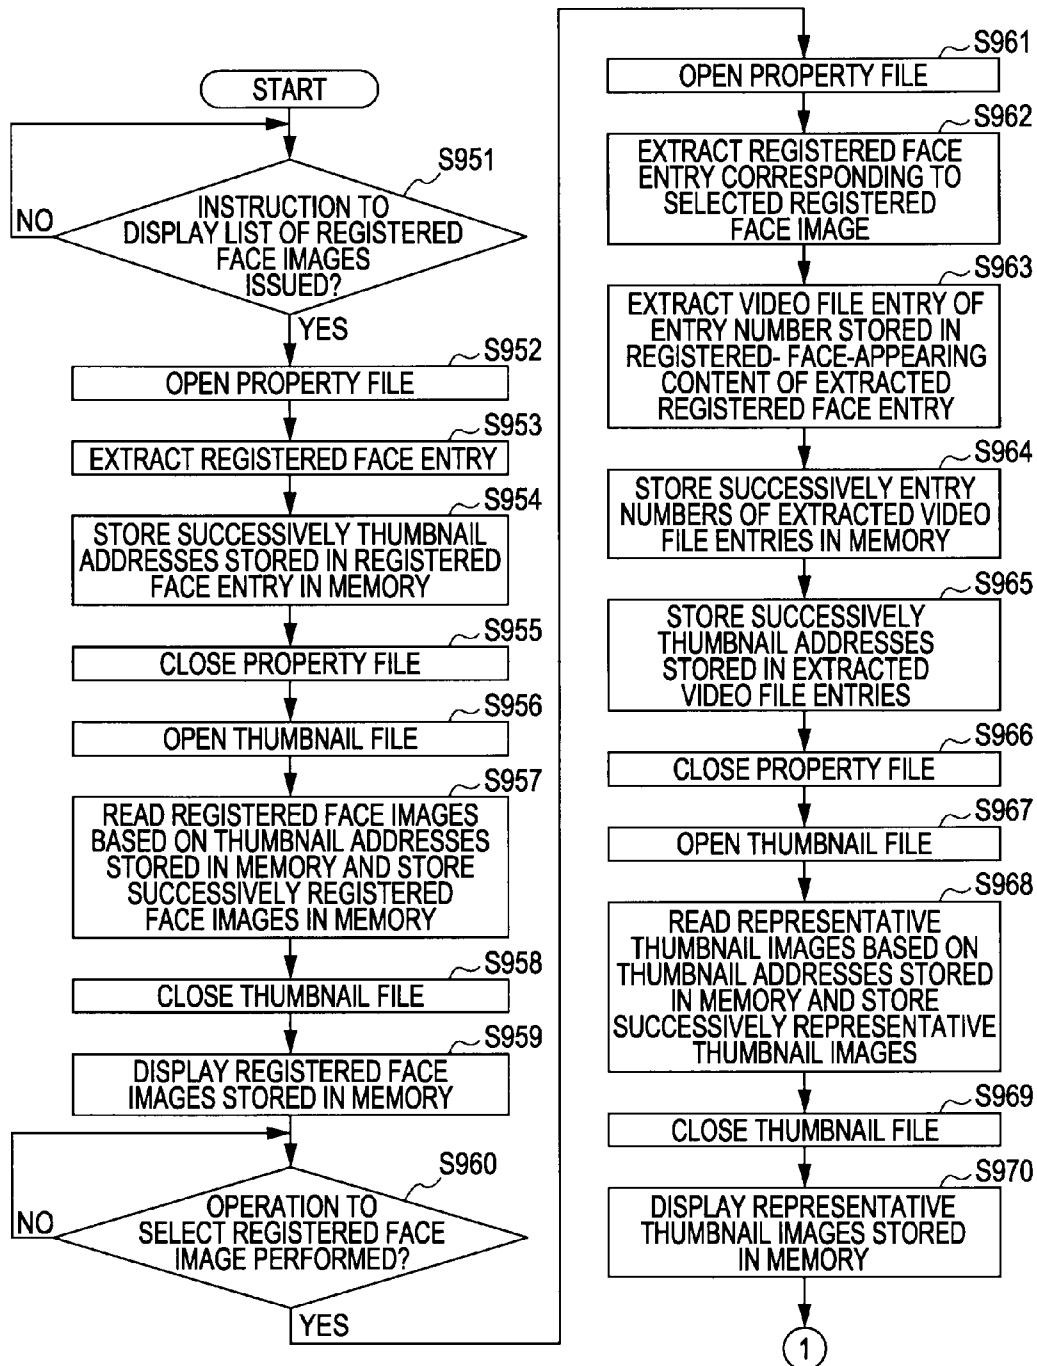 START
S951
INSTRUCTION TO
DISPLAY LIST OF REGISTERED
FACE IMAGES
ISSUED?
NO
YES
S952
OPEN PROPERTY FILE
S953
EXTRACT REGISTERED FACE ENTRY
S954
STORE SUCCESSIVELY THUMBNAIL
ADDRESSES STORED IN REGISTERED
FACE ENTRY IN MEMORY
S955
CLOSE PROPERTY FILE
S956
OPEN THUMBNAIL FILE
S957
READ REGISTERED FACE IMAGES
BASED ON THUMBNAIL ADDRESSES
STORED IN MEMORY AND STORE
SUCCESSIVELY REGISTERED
FACE IMAGES IN MEMORY
S958
CLOSE THUMBNAIL FILE
S959
DISPLAY REGISTERED FACE
IMAGES STORED IN MEMORY
S960
OPERATION TO
SELECT REGISTERED FACE
IMAGE PERFORMED?
NO
YES
S961
OPEN PROPERTY FILE
S962
EXTRACT REGISTERED FACE
ENTRY CORRESPONDING TO
SELECTED REGISTERED
FACE IMAGE
S963
EXTRACT VIDEO FILE ENTRY OF
ENTRY NUMBER STORED IN
REGISTERED- FACE-APPEARING
CONTENT OF EXTRACTED
REGISTERED FACE ENTRY
S964
STORE SUCCESSIVELY ENTRY
NUMBERS OF EXTRACTED VIDEO
FILE ENTRIES IN MEMORY
S965
STORE SUCCESSIVELY
THUMBNAIL ADDRESSES
STORED IN EXTRACTED
VIDEO FILE ENTRIES
S966
CLOSE PROPERTY FILE
S967
OPEN THUMBNAIL FILE
S968
READ REPRESENTATIVE
THUMBNAIL IMAGES BASED ON
THUMBNAIL ADDRESSES STORED
IN MEMORY AND STORE
SUCCESSIVELY REPRESENTATIVE
THUMBNAIL IMAGES
S969
CLOSE THUMBNAIL FILE
S970
DISPLAY REPRESENTATIVE
THUMBNAIL IMAGES STORED
IN MEMORY
1